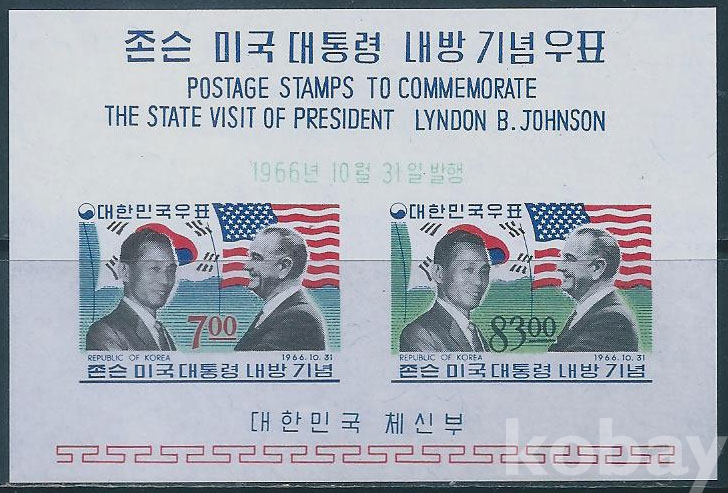 존슨 미국 대통령 내방 기념 우표
POSTAGE STAMPS TO COMMEMORATE
THE STATE VISIT OF PRESIDENT LYNDON B. JOHNSON
1966년 10월 31일 발행
대한민국우표
7.00
REPUBLIC OF KOREA 1966.10.31
존슨 미국 대통령 내방 기념
대한민국우표
83.00
REPUBLIC OF KOREA 1966.10.31
존슨 미국 대통령 내방 기념
대한민국 체신부
kobay